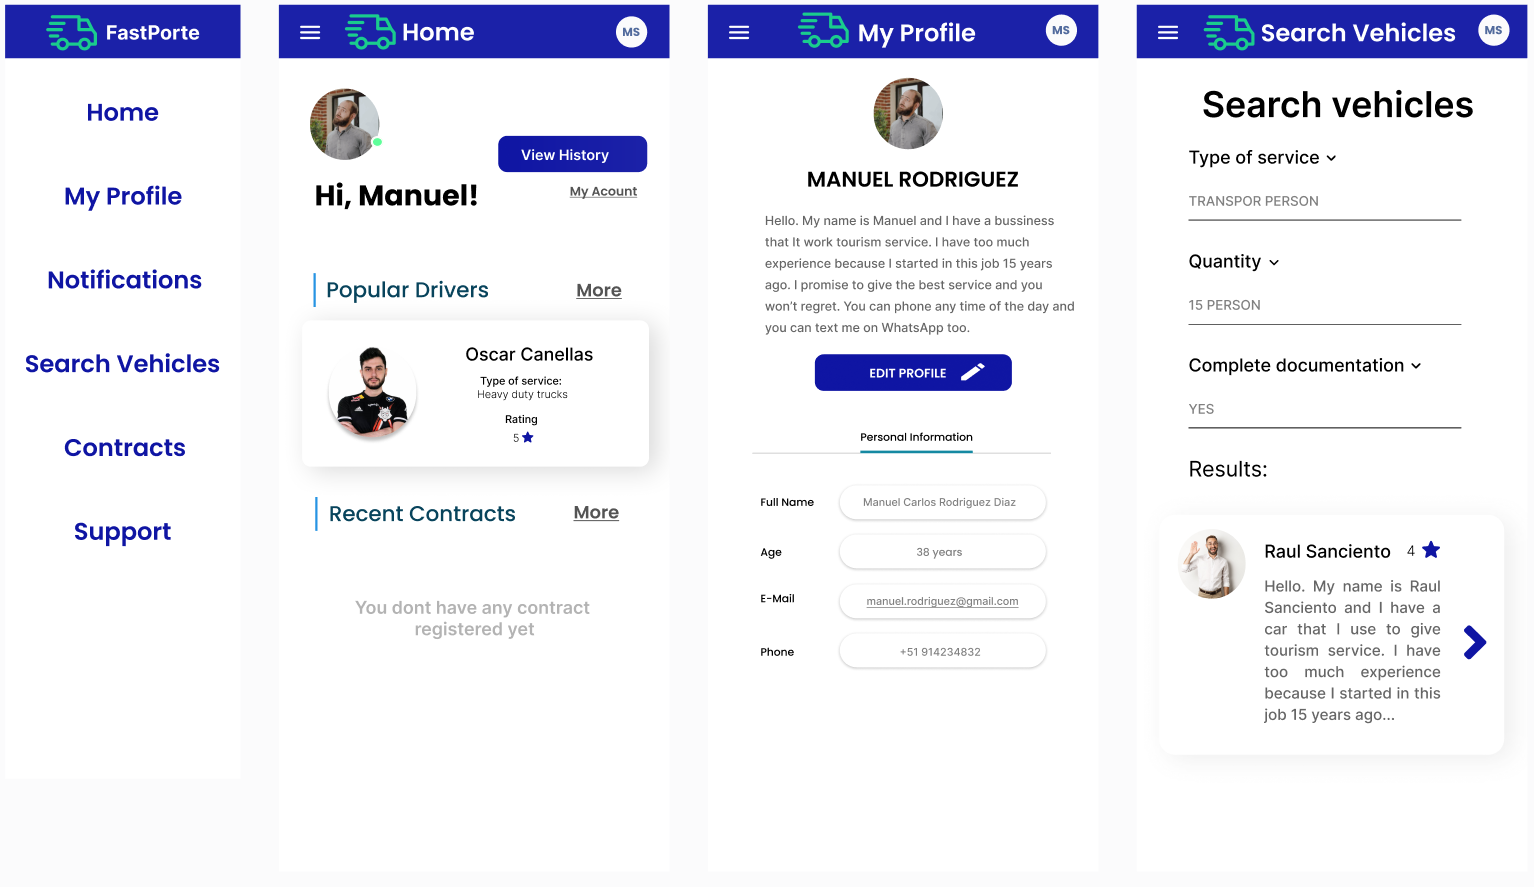 FastPorte
Home
My Profile
Notifications
Search Vehicles
Contracts
Support
Home
MS
View History
Hi, Manuel!
My Acount
Popular Drivers
More
Oscar Canellas
Type of service:
Heavy duty trucks
Rating
5
Recent Contracts
More
You dont have any contract
registered yet
My Profile
MS
MANUEL RODRIGUEZ
Hello. My name is Manuel and I have a bussiness
that It work tourism service. I have too much
experience because I started in this job 15 years
ago. I promise to give the best service and you
won't regret. You can phone any time of the day and
you can text me on WhatsApp too.
EDIT PROFILE
Personal Information
Full Name
Manuel Carlos Rodriguez Diaz
Age
38 years
E-Mail
manuel.rodriguez@gmail.com
Phone
+51 914234832
Search Vehicles
MS
Search vehicles
Type of service
TRANSPOR PERSON
Quantity
15 PERSON
Complete documentation
YES
Results:
Raul Sanciento 4
Hello. My name is Raul
Sanciento and I have a
car that I use to give
tourism service. I have
too much experience
because I started in this
job 15 years ago...